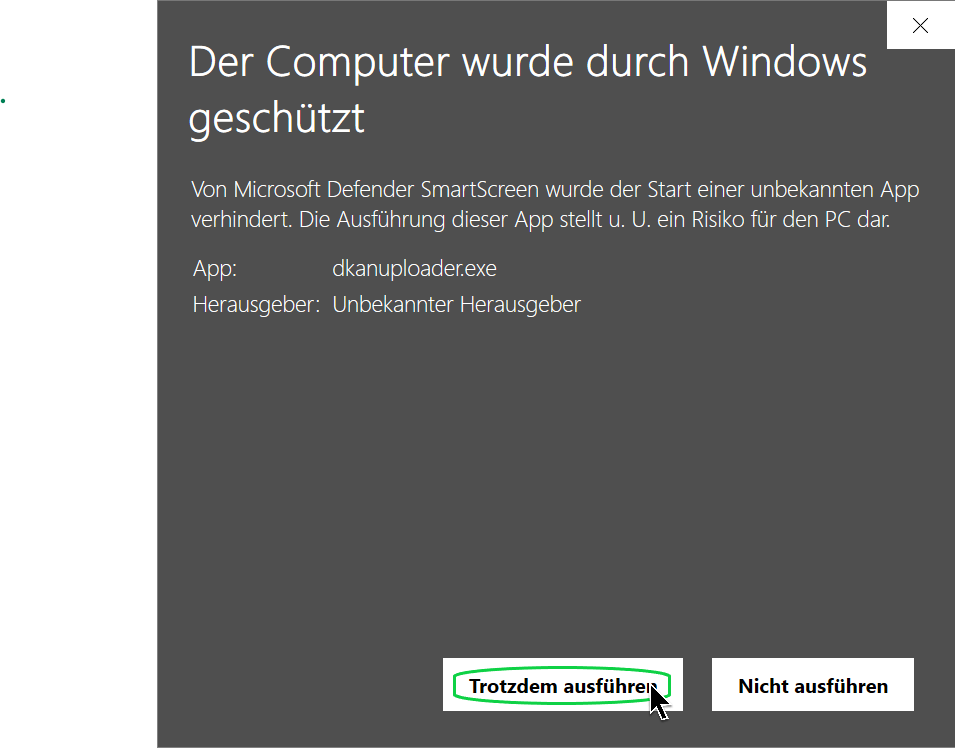 Der Computer wurde durch Windows
geschützt
Von Microsoft Defender SmartScreen wurde der Start einer unbekannten App
verhindert. Die Ausführung dieser App stellt u. U. ein Risiko für den PC dar.
App: dkanuploader.exe
Herausgeber: Unbekannter Herausgeber
Trotzdem ausführen Nicht ausführen